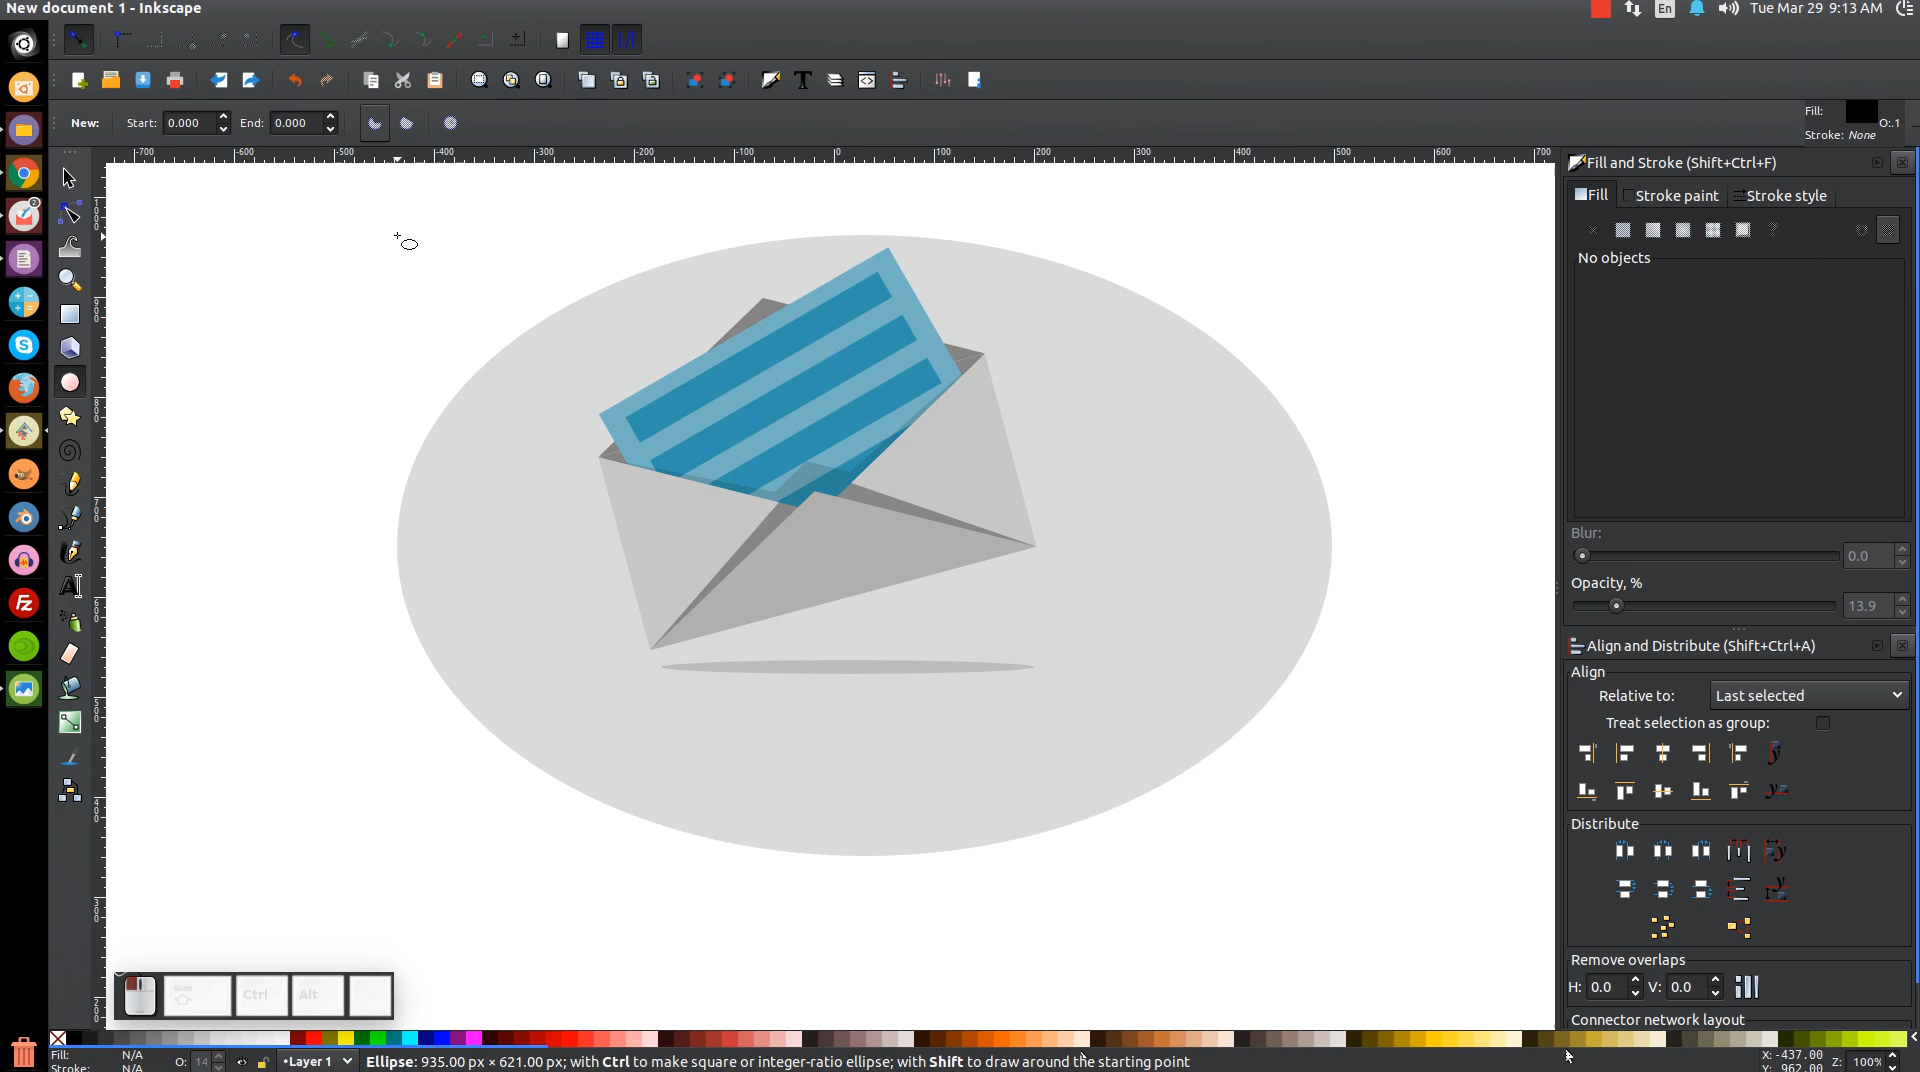 New document 1 - Inkscape
En
Tue Mar 29 9:13 AM
New:
Start: 0.000
End: 0.000
Fill:
O:.1
Stroke: None
-700 -600 -500 -400 -300 -200 -100 0 100 200 300 400 500 600 700
Fill and Stroke (Shift+Ctrl+F)
Fill
Stroke paint
Stroke style
No objects
Blur:
0.0
Opacity, %
13.9
Align and Distribute (Shift+Ctrl+A)
Align
Relative to: Last selected
Treat selection as group:
Distribute
Remove overlaps
H: 0.0 V: 0.0
Connector network layout
Shift
Ctrl
Alt
Fill: N/A
Stroke: N/A
O: 14
•Layer 1
Ellipse: 935.00 px × 621.00 px; with Ctrl to make square or integer-ratio ellipse; with Shift to draw around the starting point
X: -437.00
Y: 962.00
Z: 100%